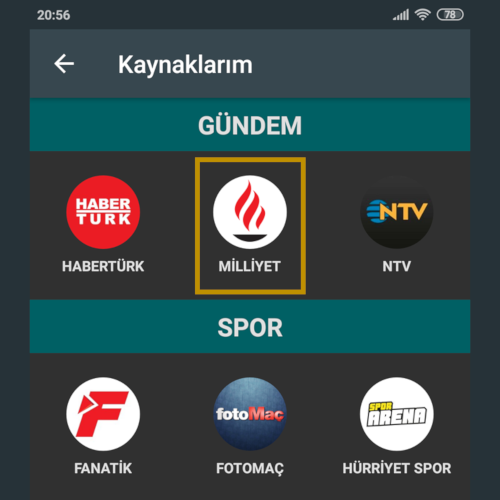 20:56
78
Kaynaklarım
GÜNDEM
HABER
TURK
NTV
HABERTÜRK
MİLLİYET
NTV
SPOR
F
fotoMaç
SPOR
ARENA
FANATİK
FOTOMAÇ
HÜRRİYET SPOR